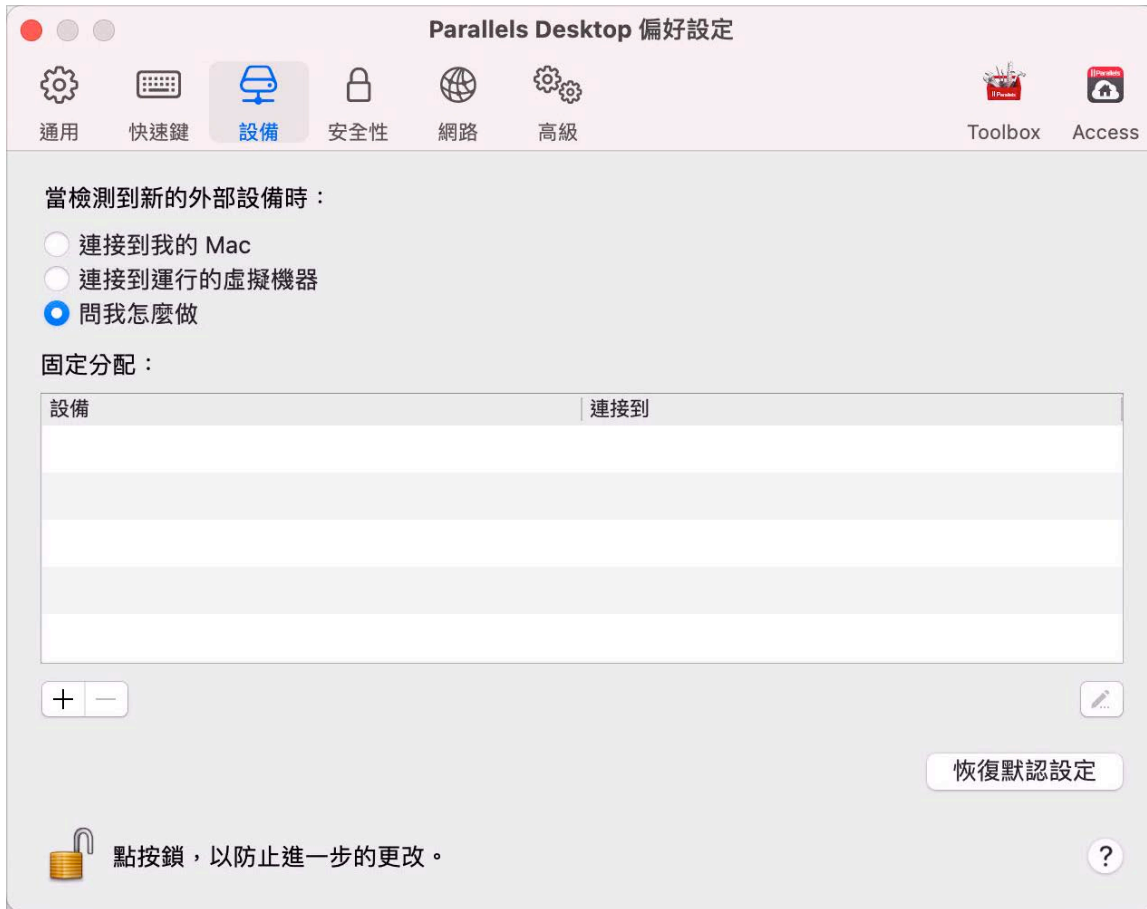 Parallels Desktop 偏好設定
通用
快速鍵
設備
安全性
網路
高級
Toolbox
Access
當檢測到新的外部設備時：
連接到我的 Mac
連接到運行的虛擬機器
問我怎麼做
固定分配：
設備
連接到
恢復默認設定
點按鎖，以防止進一步的更改。
?